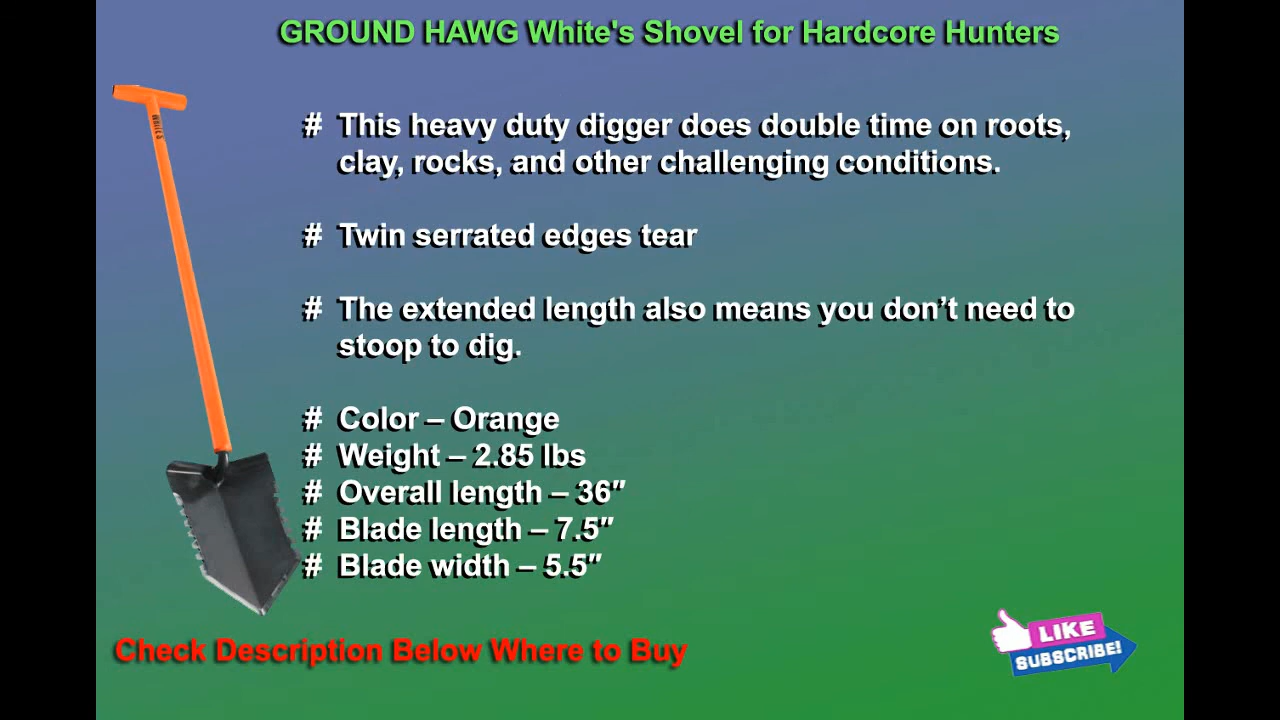 GROUND HAWG White's Shovel for Hardcore Hunters
# This heavy duty digger does double time on roots,
clay, rocks, and other challenging conditions.
# Twin serrated edges tear
# The extended length also means you don’t need to
stoop to dig.
# Color – Orange
# Weight – 2.85 lbs
# Overall length – 36″
# Blade length – 7.5″
# Blade width – 5.5″
WHITE'S
Check Description Below Where to Buy
LIKE
SUBSCRIBE!